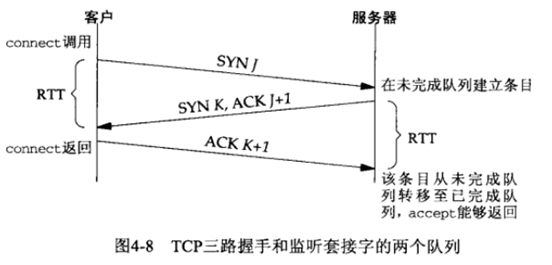 客户
服务器
connect调用
SYN J
在未完成队列建立条目
RTT
SYN K, ACK J+1
RTT
connect返回
ACK K+1
该条目从未完成队
列转移至已完成队
列，accept能够返回
图4-8 TCP三路握手和监听套接字的两个队列